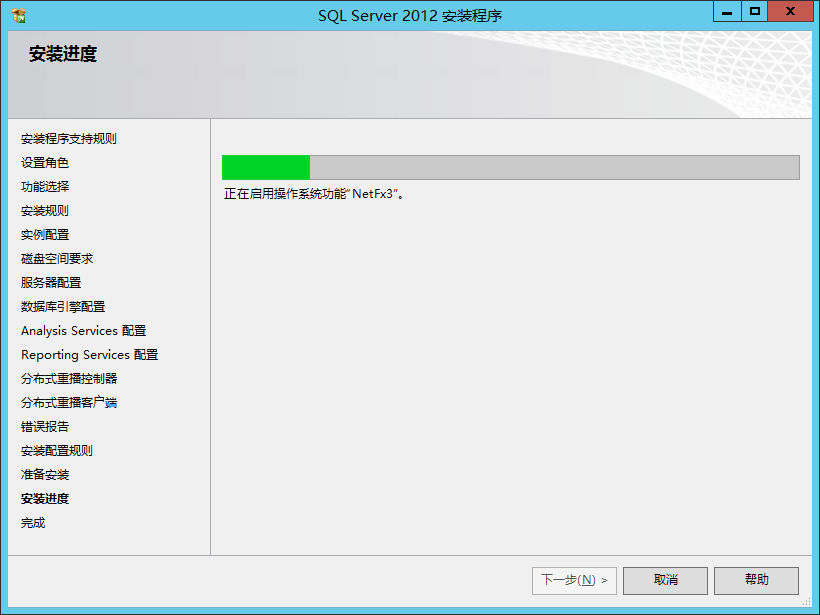 SQL Server 2012 安装程序
安装进度
安装程序支持规则
设置角色
功能选择
安装规则
实例配置
磁盘空间要求
服务器配置
数据库引擎配置
Analysis Services 配置
Reporting Services 配置
分布式重播控制器
分布式重播客户端
错误报告
安装配置规则
准备安装
安装进度
完成
正在启用操作系统功能“NetFx3”。
下一步(N) >
取消
帮助